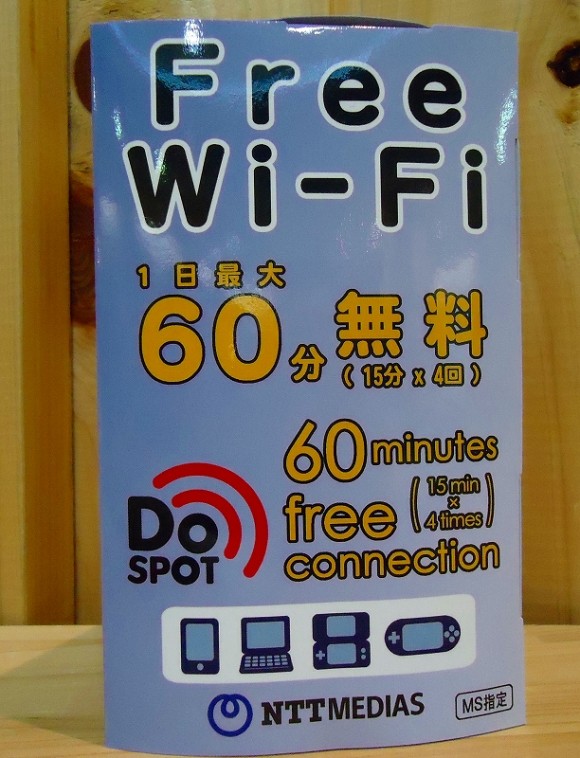 Free
Wi-Fi
1日最大
60分 無料
(15分x4回)
60 minutes
free (15 min x 4 times)
connection
Do
SPOT
NTTMEDIAS
MS指定